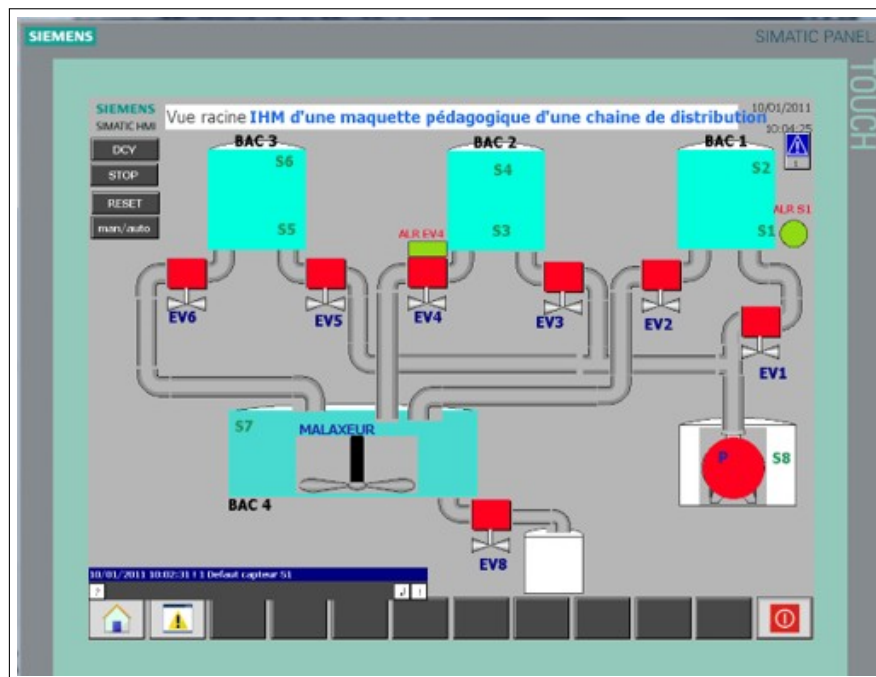 SIEMENS
SIMATIC PANEL
TOUCH
SIEMENS
SIMATIC HMI
Vue racine IHM d'une maquette pédagogique d'une chaine de distribution
10/01/2011
10:04:25
DCY
STOP
RESET
man/auto
BAC 3
BAC 2
BAC 1
1
S6
S4
S2
S5
S3
S1
ALR S1
ALR EV4
EV6
EV5
EV4
EV3
EV2
EV1
S7
MALAXEUR
BAC 4
P
S8
EV8
10/01/2011 10:02:31 ! 1 Defaut capteur S1
?
!